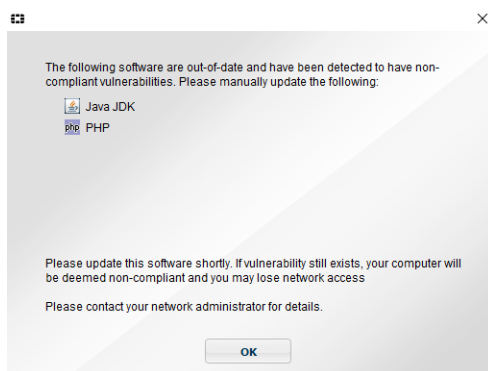 The following software are out-of-date and have been detected to have non-
compliant vulnerabilities. Please manually update the following:
Java JDK
php PHP
Please update this software shortly. If vulnerability still exists, your computer will
be deemed non-compliant and you may lose network access
Please contact your network administrator for details.
OK